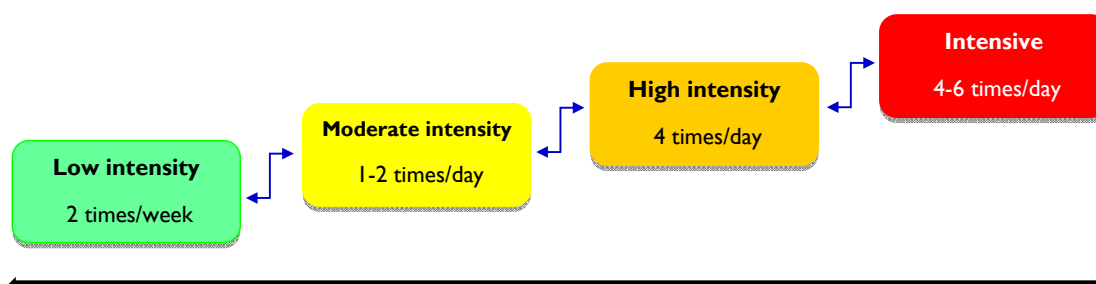 Low intensity
2 times/week
Moderate intensity
1-2 times/day
High intensity
4 times/day
Intensive
4-6 times/day